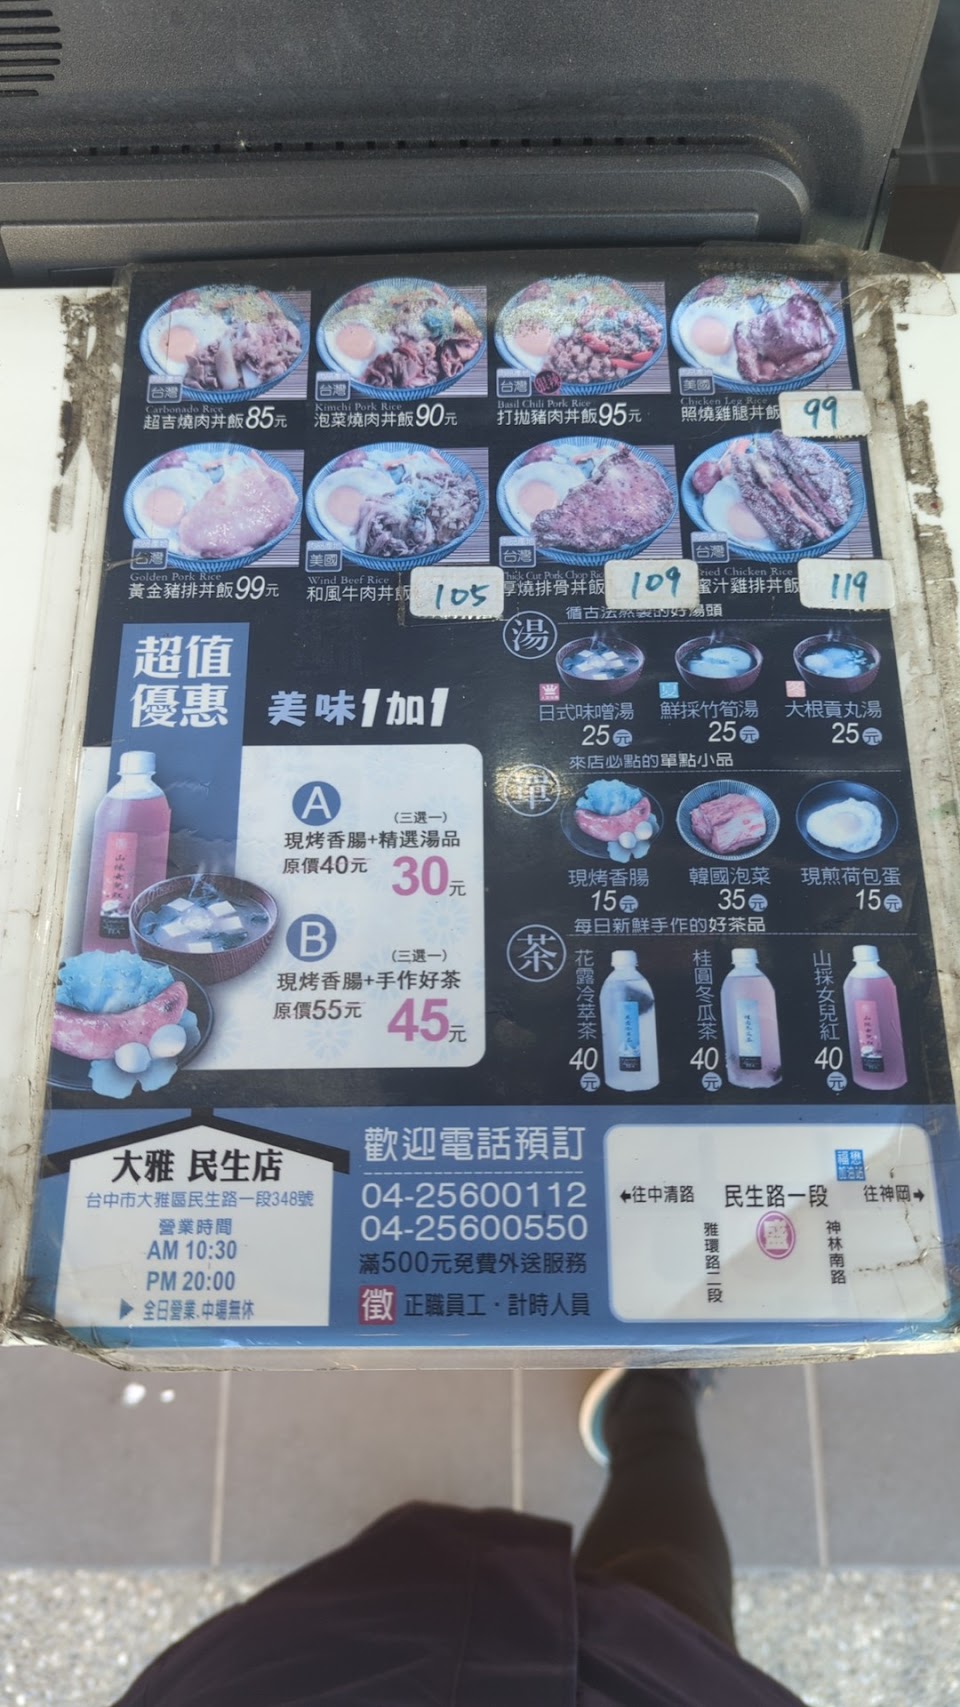 台灣
Carbonado Rice
超吉燒肉丼飯85元
台灣
Kimchi Pork Rice
泡菜燒肉丼飯90元
台灣
Basil Chili Pork Rice
打拋豬肉丼飯95元
美國
Chicken Leg Rice
照燒雞腿丼飯 99
台灣
Golden Pork Rice
黃金豬排丼飯99元
美國
Wind Beef Rice
和風牛肉丼飯 105
台灣
Thick Cut Pork Chop Ric
厚燒排骨丼飯 109
台灣
Fried Chicken Rice
蜜汁雞排丼飯 119
超值
優惠
美味1加1
A
(三選一)
現烤香腸+精選湯品
原價40元
30元
B
(三選一)
現烤香腸+手作好茶
原價55元
45元
山採女兒紅
TEA
湯
循古法熬製的好湯頭
日式味噌湯
25元
夏
鮮採竹筍湯
25元
冬
大根貢丸湯
25元
單
來店必點的單點小品
現烤香腸
15元
韓國泡菜
35元
現煎荷包蛋
15元
茶
每日新鮮手作的好茶品
花露冷萃茶
40元
桂圓冬瓜茶
40元
山採女兒紅
40元
大雅 民生店
台中市大雅區民生路一段348號
營業時間
AM 10:30
PM 20:00
▶ 全日營業、中場無休
歡迎電話預訂
04-25600112
04-25600550
滿500元免費外送服務
徵 正職員工・計時人員
福懋
加油站
←往中清路
民生路一段
往神岡→
雅環路二段
盛
神林南路